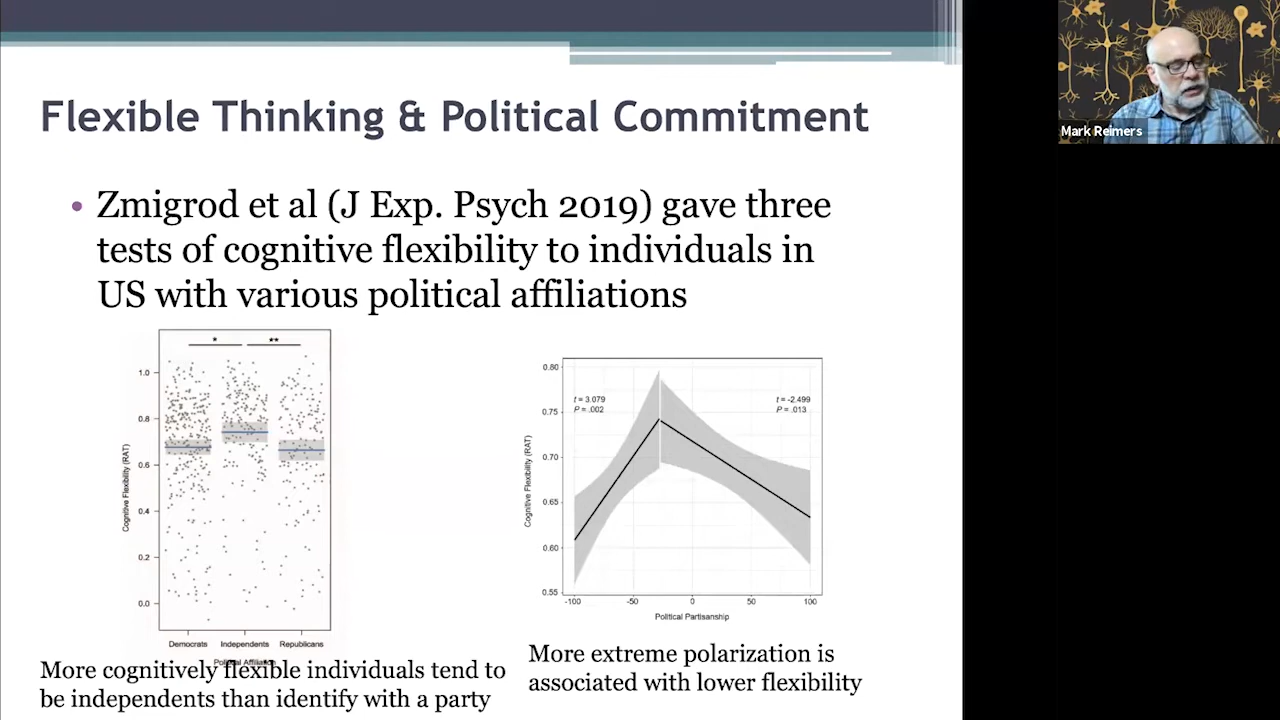 Flexible Thinking & Political Commitment
• Zmigrod et al (J Exp. Psych 2019) gave three
tests of cognitive flexibility to individuals in
US with various political affiliations
* **
Cognitive Flexibility (RAT)
1.0
0.8
0.6
0.4
0.2
0.0
Democrats Independents Republicans
Political Affiliation
More cognitively flexible individuals tend to
be independents than identify with a party
Cognitive Flexibility (RAT)
0.80
0.75
0.70
0.65
0.60
0.55
t = 3.079
P = .002
t = -2.499
P = .013
-100 -50 0 50 100
Political Partisanship
More extreme polarization is
associated with lower flexibility
Mark Reimers